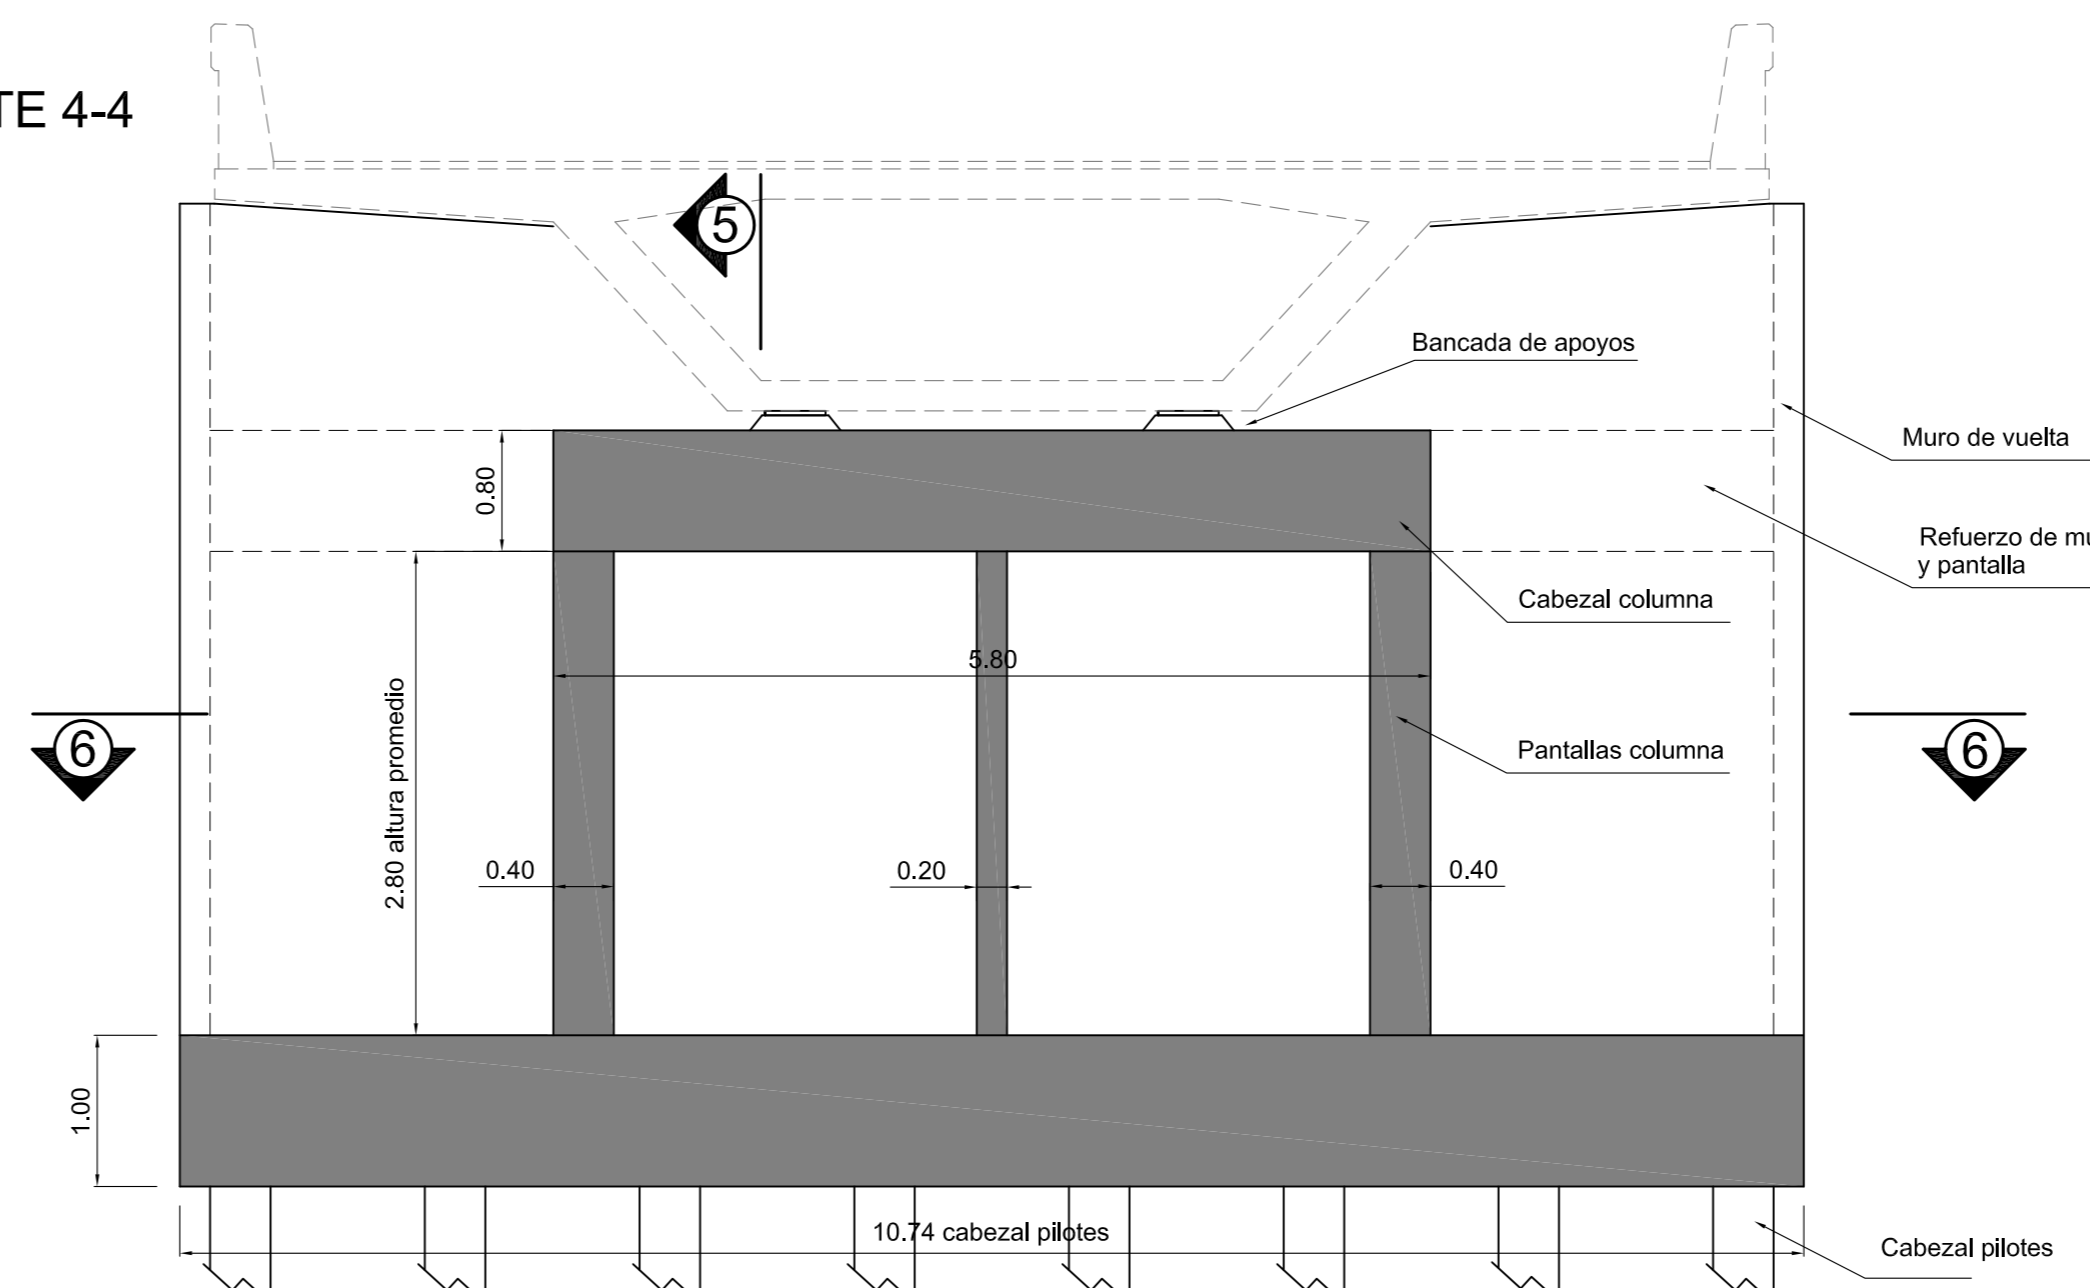 TE 4-4
5
Bancada de apoyos
Muro de vuelta
0.80
Refuerzo de mu
y pantalla
Cabezal columna
5.80
2.80 altura promedio
6
6
Pantallas columna
0.40
0.20
0.40
1.00
10.74 cabezal pilotes
Cabezal pilotes